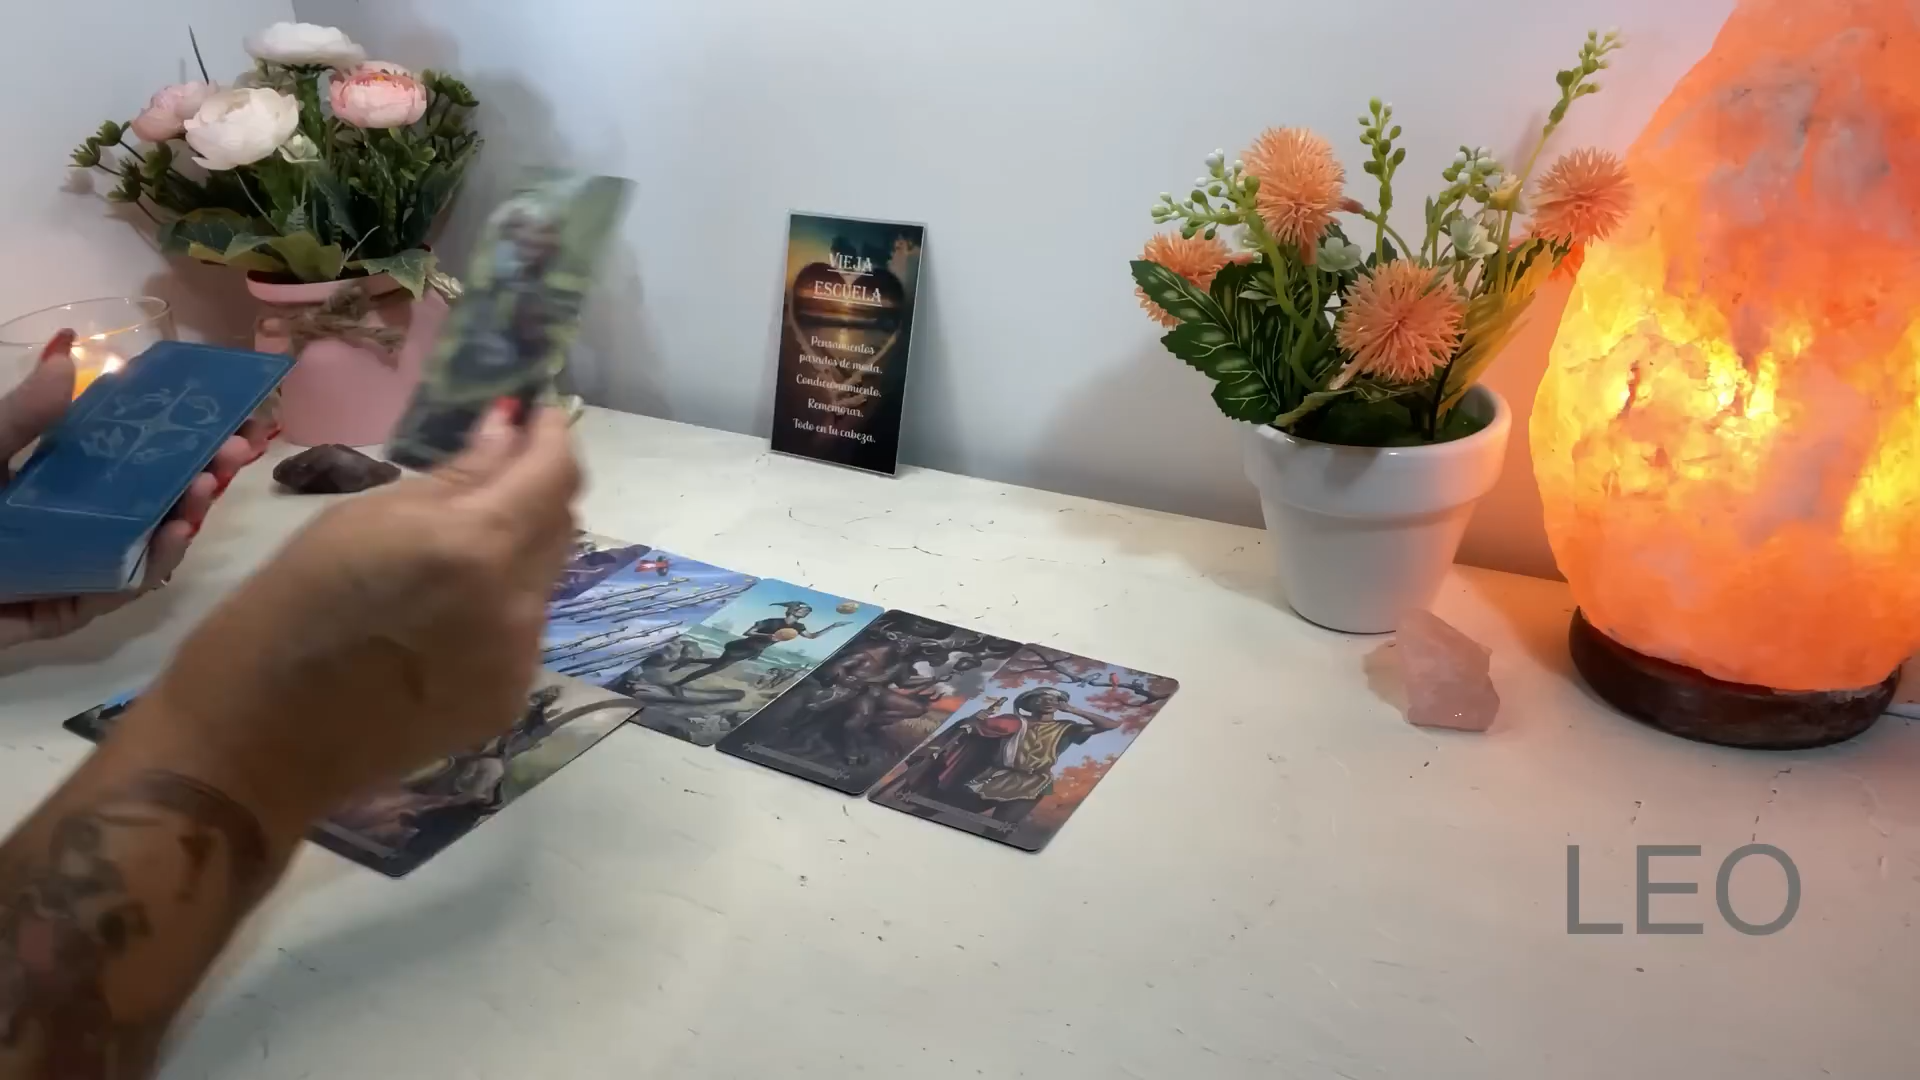 VIEJA
ESCUELA
Pensamientos
pasados de moda.
Condicionamiento.
Rememorar.
Todo en tu cabeza.
LEO